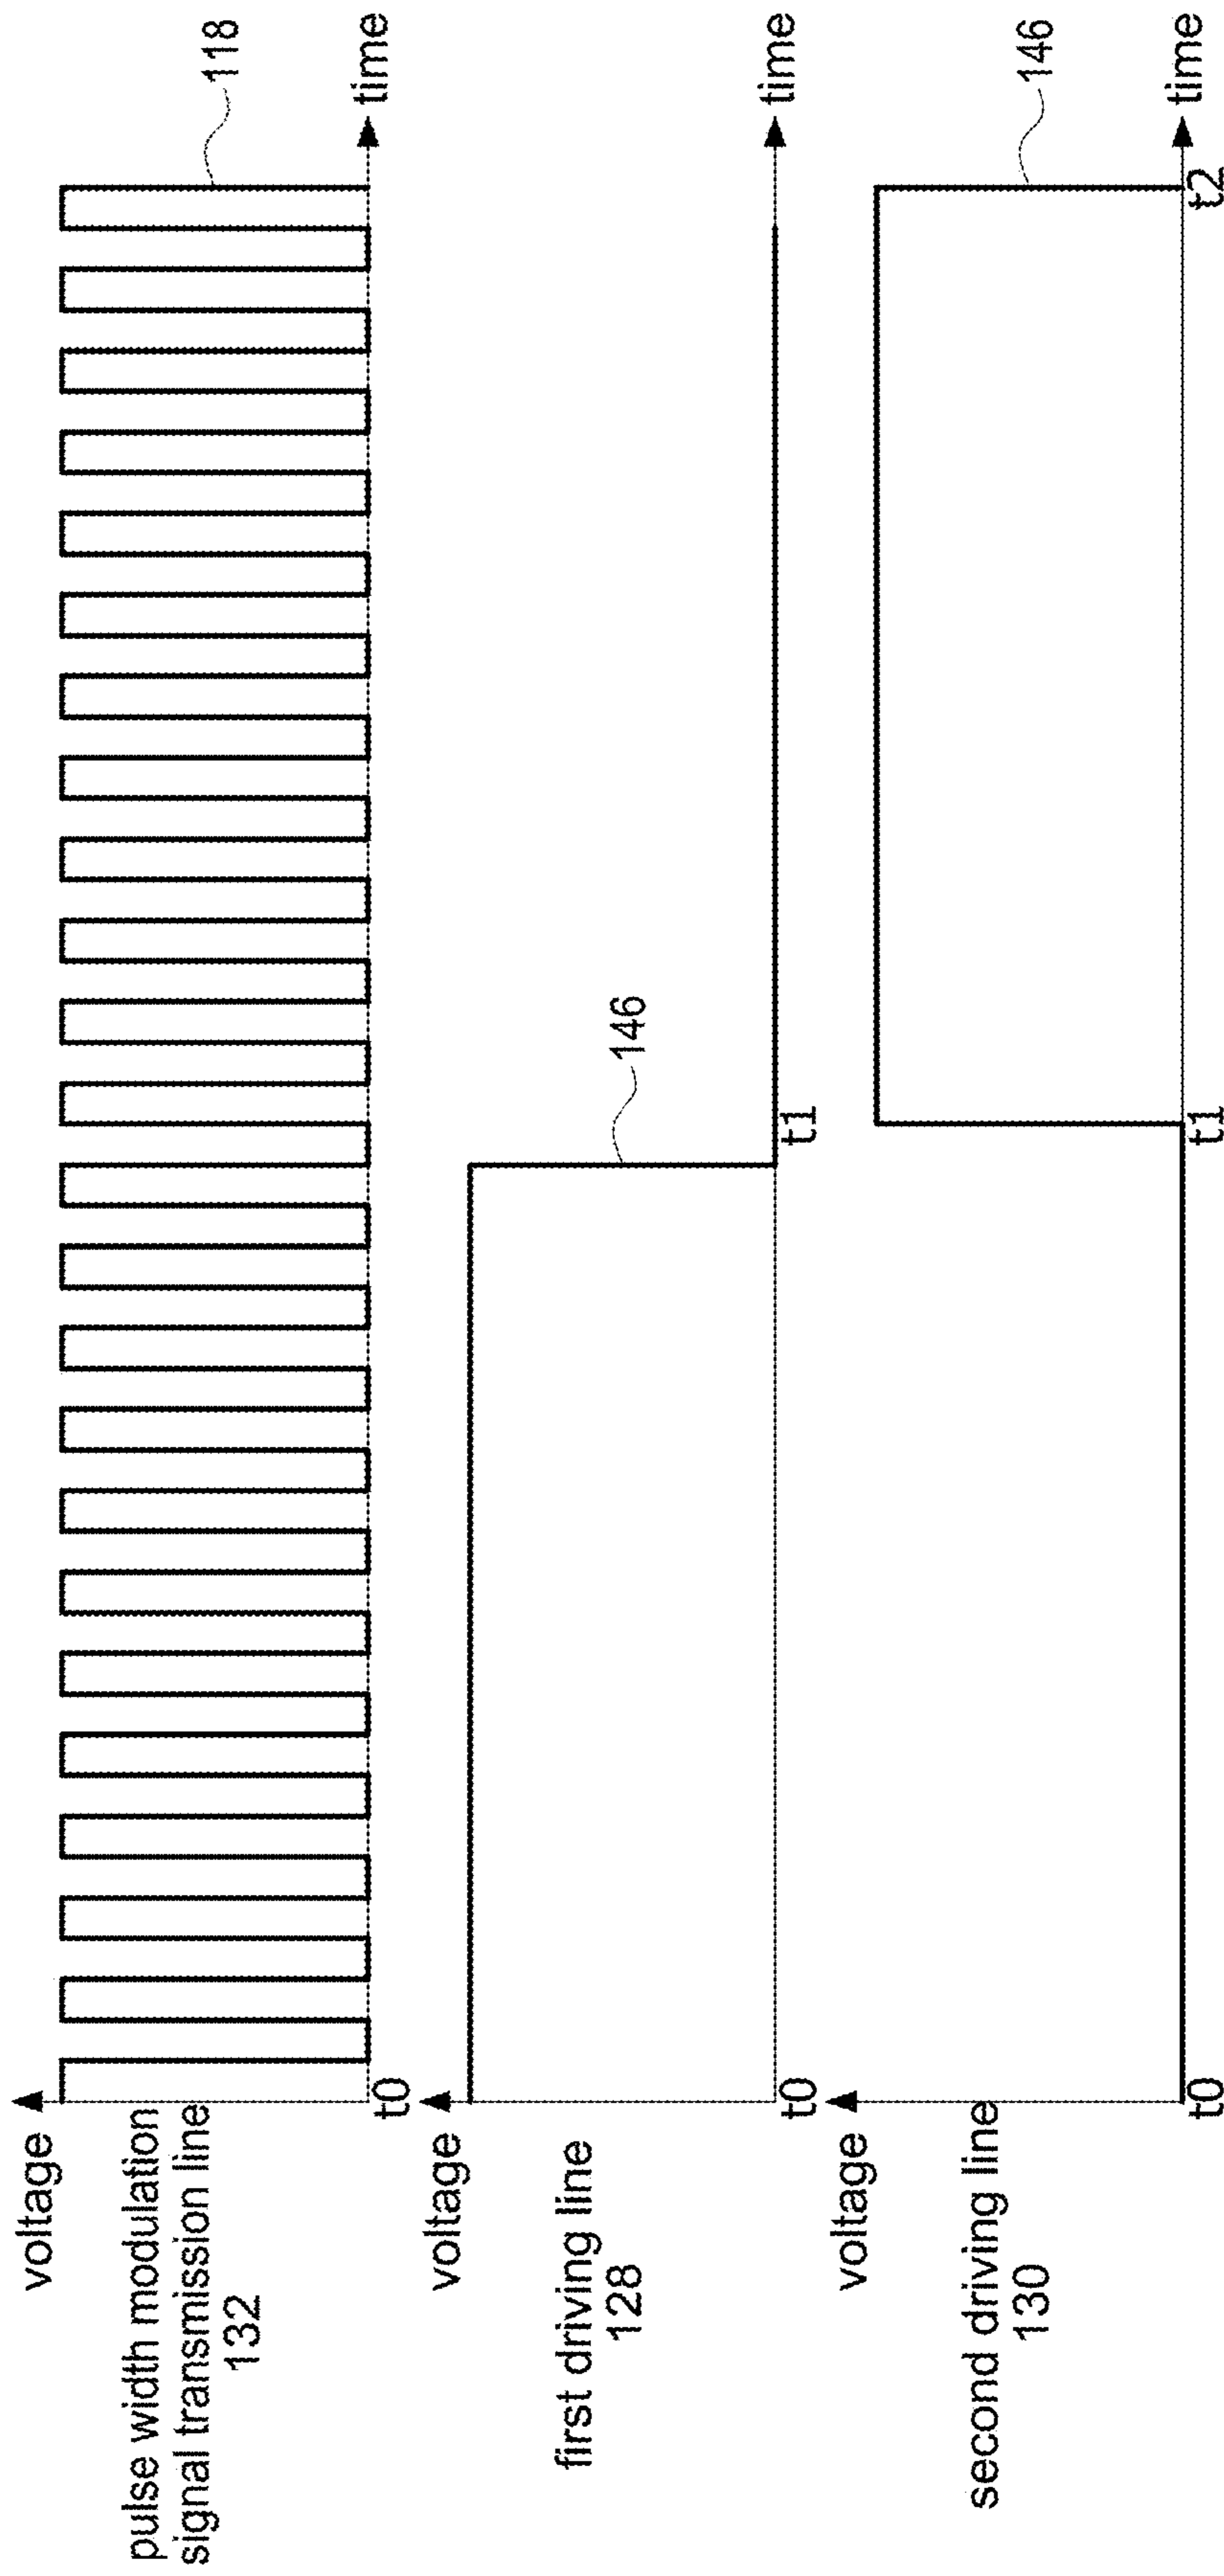 voltage
pulse width modulation
signal transmission line
132
118
t0
time
voltage
first driving line
128
146
t0
t1
time
voltage
second driving line
130
146
t0
t1
t2
time